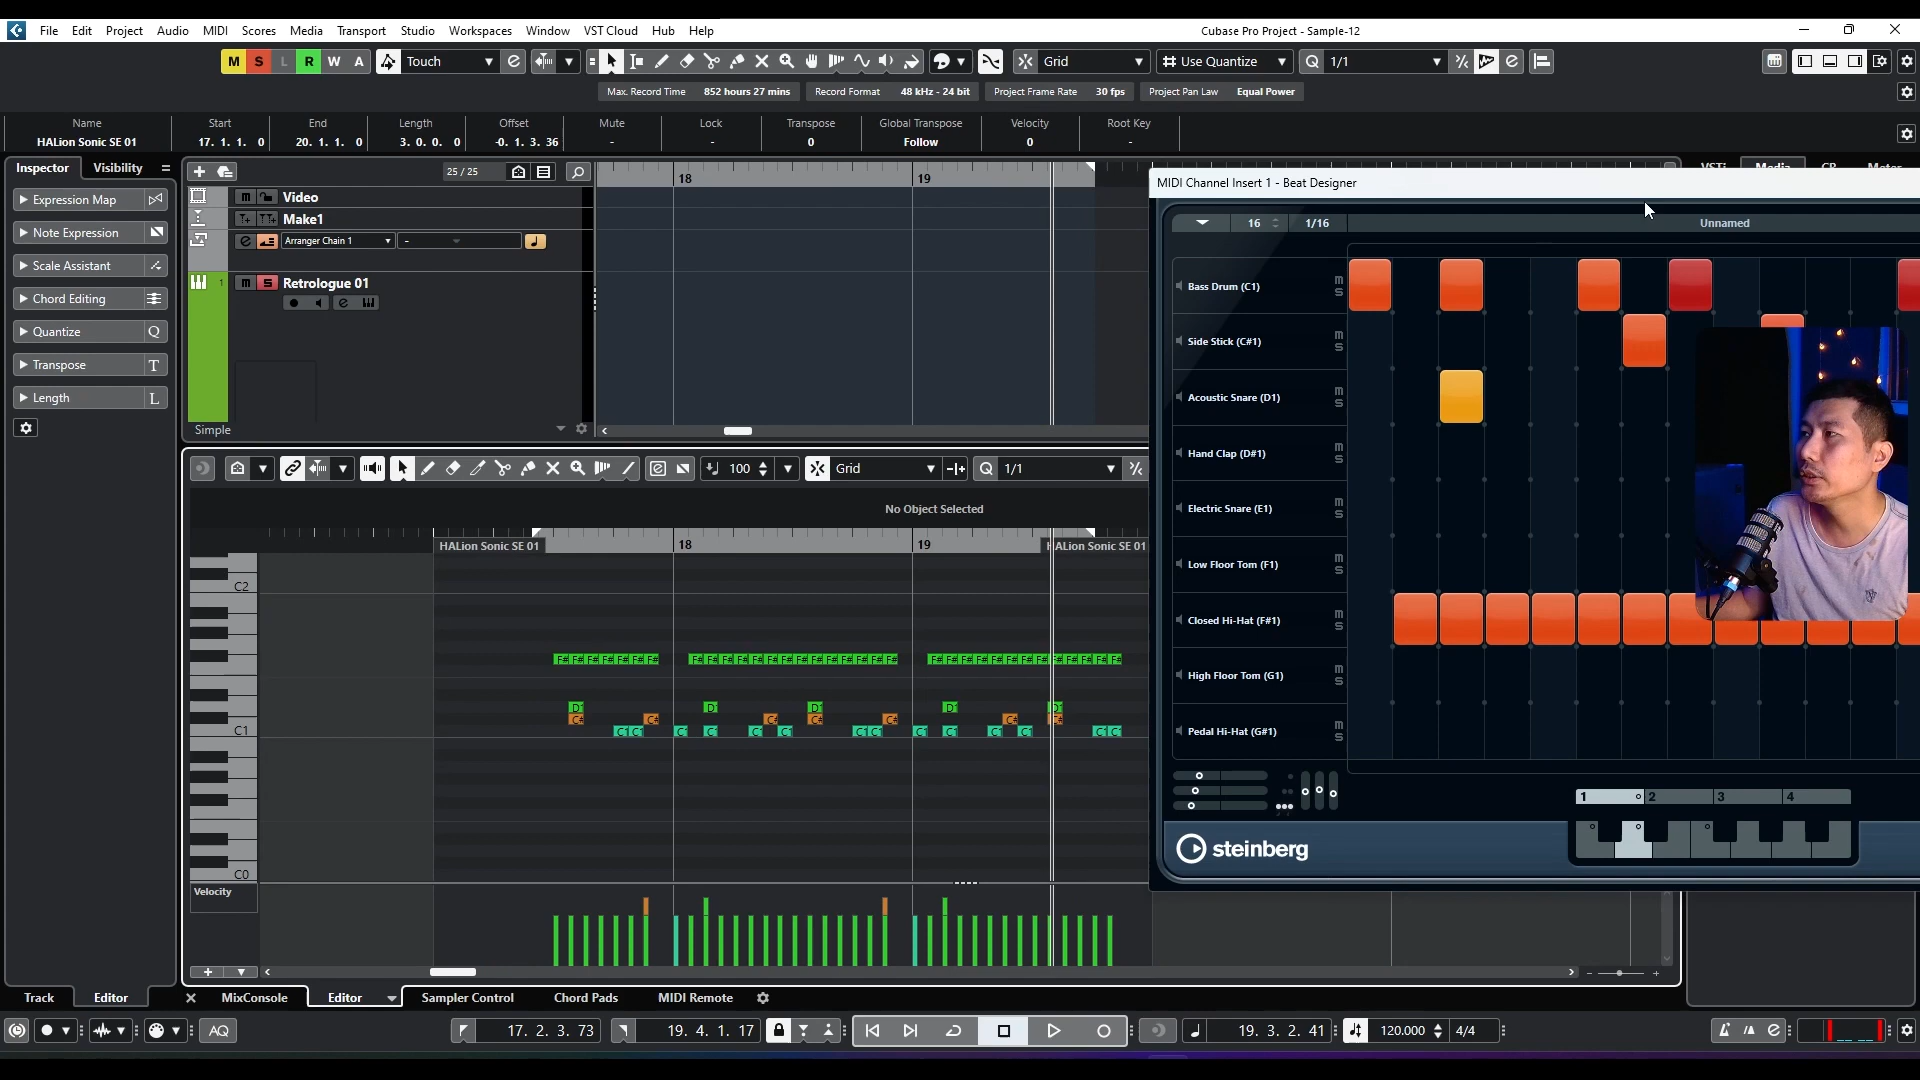 File Edit Project Audio MIDI Scores Media Transport Studio Workspaces Window VST Cloud Hub Help
Cubase Pro Project - Sample-12
M S L R W A Touch Grid Use Quantize 1/1
Max. Record Time 852 hours 27 mins Record Format 48 kHz - 24 bit Project Frame Rate 30 fps Project Pan Law Equal Power
Name Start End Length Offset Mute Lock Transpose Global Transpose Velocity Root Key
HALion Sonic SE 01 17. 1. 1. 0 20. 1. 1. 0 3. 0. 0. 0 -0. 1. 3. 36 - - 0 Follow 0 -
Inspector Visibility
25 / 25
18 19
Expression Map
Note Expression
Scale Assistant
Chord Editing
Quantize
Transpose
Length
Video
Make1
Arranger Chain 1 -
1 m S Retrologue 01
Simple
MIDI Channel Insert 1 - Beat Designer
16 1/16 Unnamed
Bass Drum (C1)
Side Stick (C#1)
Acoustic Snare (D1)
Hand Clap (D#1)
Electric Snare (E1)
Low Floor Tom (F1)
Closed Hi-Hat (F#1)
High Floor Tom (G1)
Pedal Hi-Hat (G#1)
1 2 3 4
steinberg
100 Grid 1/1
No Object Selected
HALion Sonic SE 01 18 19 HALion Sonic SE 01
C2
C1
C0
Velocity
Track Editor MixConsole Editor Sampler Control Chord Pads MIDI Remote
AQ 17. 2. 3. 73 19. 4. 1. 17 19. 3. 2. 41 120.000 4/4